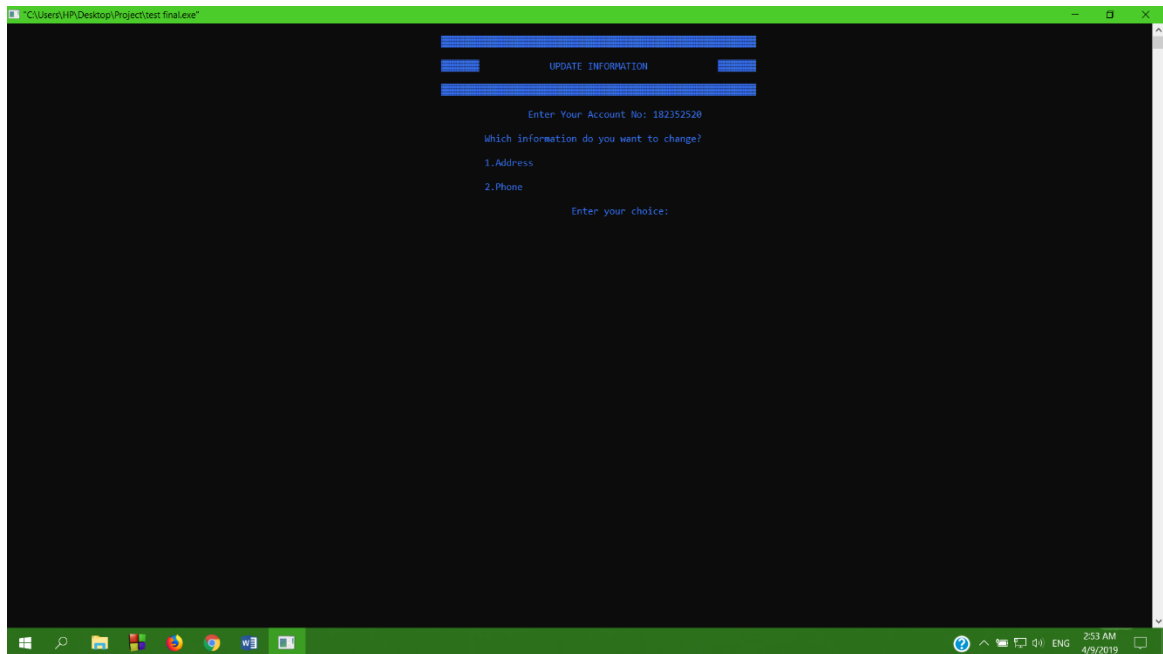 "C:\Users\HP\Desktop\Project\test final.exe"
UPDATE INFORMATION
Enter Your Account No: 182352520
Which information do you want to change?
1.Address
2.Phone
Enter your choice:
ENG
2:53 AM
4/9/2019